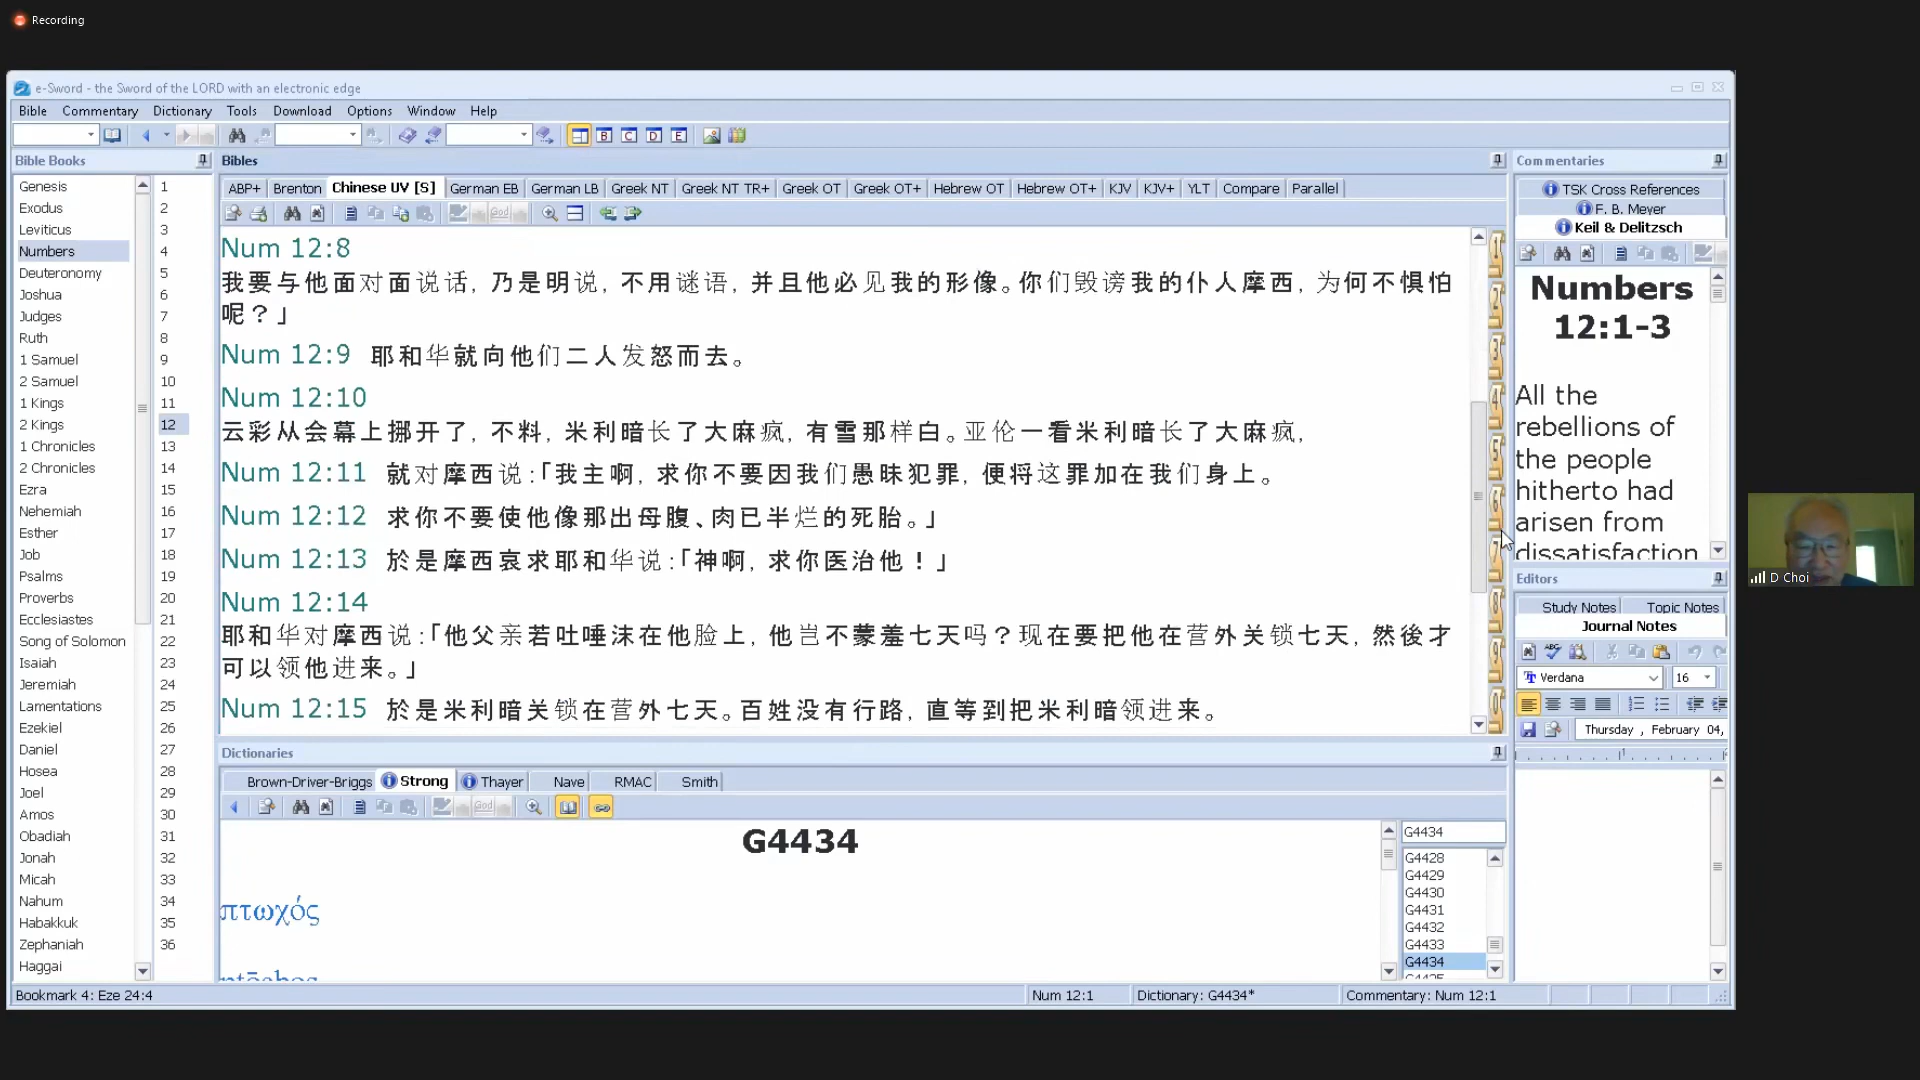 Recording
e-Sword - the Sword of the LORD with an electronic edge
Bible Commentary Dictionary Tools Download Options Window Help
B C D E
Bible Books
Genesis
Exodus
Leviticus
Numbers
Deuteronomy
Joshua
Judges
Ruth
1 Samuel
2 Samuel
1 Kings
2 Kings
1 Chronicles
2 Chronicles
Ezra
Nehemiah
Esther
Job
Psalms
Proverbs
Ecclesiastes
Song of Solomon
Isaiah
Jeremiah
Lamentations
Ezekiel
Daniel
Hosea
Joel
Amos
Obadiah
Jonah
Micah
Nahum
Habakkuk
Zephaniah
Haggai
1
2
3
4
5
6
7
8
9
10
11
12
13
14
15
16
17
18
19
20
21
22
23
24
25
26
27
28
29
30
31
32
33
34
35
36
Bibles
ABP+ Brenton Chinese UV [S] German EB German LB Greek NT Greek NT TR+ Greek OT Greek OT+ Hebrew OT Hebrew OT+ KJV KJV+ YLT Compare Parallel
God
Num 12:8
我要与他面对面说话，乃是明说，不用谜语，并且他必见我的形像。你们毁谤我的仆人摩西，为何不惧怕
呢？」
Num 12:9 耶和华就向他们二人发怒而去。
Num 12:10
云彩从会幕上挪开了，不料，米利暗长了大麻疯，有雪那样白。亚伦一看米利暗长了大麻疯，
Num 12:11 就对摩西说：「我主啊，求你不要因我们愚昧犯罪，便将这罪加在我们身上。
Num 12:12 求你不要使他像那出母腹、肉已半烂的死胎。」
Num 12:13 於是摩西哀求耶和华说：「神啊，求你医治他！」
Num 12:14
耶和华对摩西说：「他父亲若吐唾沫在他脸上，他岂不蒙羞七天吗？现在要把他在营外关锁七天，然後才
可以领他进来。」
Num 12:15 於是米利暗关锁在营外七天。百姓没有行路，直等到把米利暗领进来。
1
2
3
4
5
6
7
8
9
0
Dictionaries
Brown-Driver-Briggs Strong Thayer Nave RMAC Smith
God
G4434
πτωχός
ptōchos
G4434
G4428
G4429
G4430
G4431
G4432
G4433
G4434
G4435
Commentaries
TSK Cross References
F. B. Meyer
Keil & Delitzsch
Numbers
12:1-3
All the
rebellions of
the people
hitherto had
arisen from
dissatisfaction
Editors
Study Notes Topic Notes
Journal Notes
ABC
Verdana 16
Thursday , February 04,
1
Bookmark 4: Eze 24:4 Num 12:1 Dictionary: G4434* Commentary: Num 12:1
D Choi